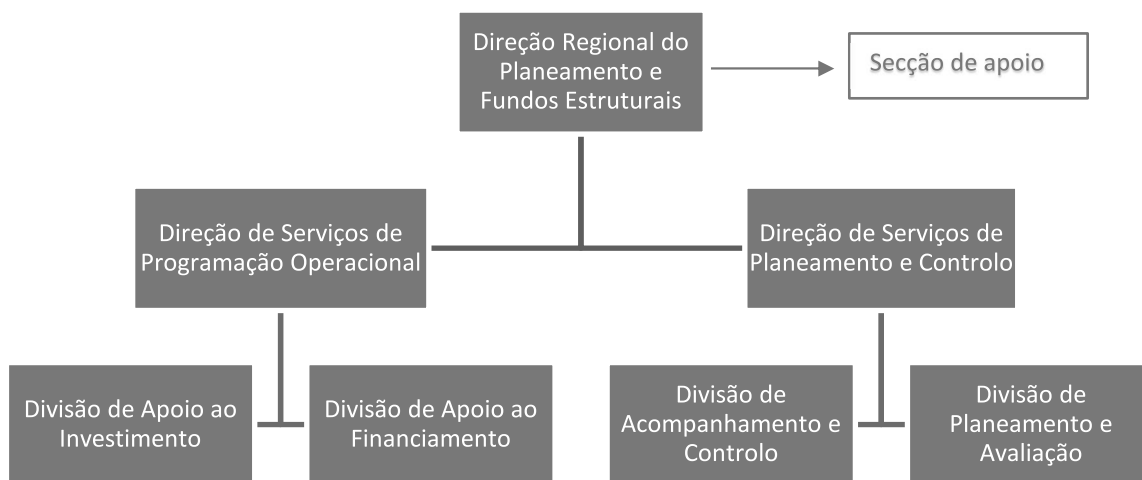 Direção Regional do
Planeamento e
Fundos Estruturais
Secção de apoio
Direção de Serviços de
Programação Operacional
Direção de Serviços de
Planeamento e Controlo
Divisão de Apoio ao
Investimento
Divisão de Apoio ao
Financiamento
Divisão de
Acompanhamento e
Controlo
Divisão de
Planeamento e
Avaliação